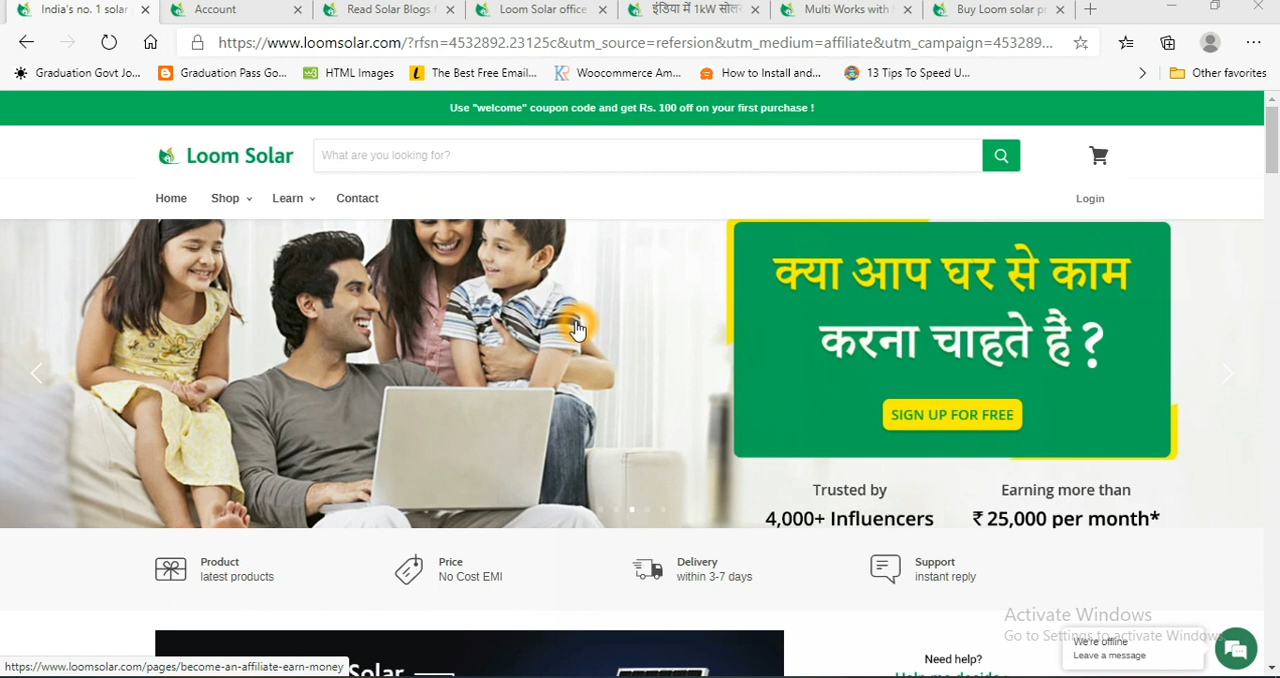 India's no. 1 solar
Account
Read Solar Blogs
Loom Solar office
इंडिया में 1kW सोल
Multi Works with
Buy Loom solar p
https://www.loomsolar.com/?rfsn=4532892.23125c&utm_source=refersion&utm_medium=affiliate&utm_campaign=453289...
Graduation Govt Jo...
Graduation Pass Go...
HTML Images
The Best Free Email...
Woocommerce Am...
How to Install and...
13 Tips To Speed U...
Other favorites
Use "welcome" coupon code and get Rs. 100 off on your first purchase !
Loom Solar
What are you looking for?
Home
Shop
Learn
Contact
Login
क्या आप घर से काम
करना चाहते हैं ?
SIGN UP FOR FREE
Trusted by
4,000+ Influencers
Earning more than
₹ 25,000 per month*
Product
latest products
Price
No Cost EMI
Delivery
within 3-7 days
Support
instant reply
Activate Windows
Go to Settings to activate Windows.
We're offline
Leave a message
Solar
Need help?
https://www.loomsolar.com/pages/become-an-affiliate-earn-money